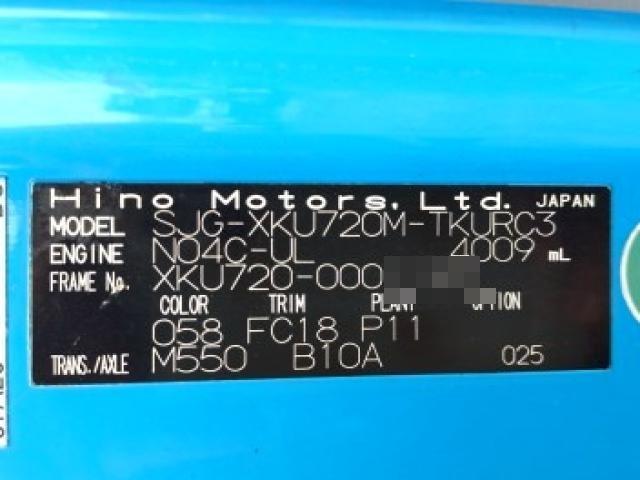 Hino Motors, Ltd. JAPAN
MODEL SJG-XKU720M-TKURC3
ENGINE N04C-UL 4009 mL
FRAME No. XKU720-000
COLOR TRIM PLANT OPTION
058 FC18 P11
TRANS./AXLE M550 B10A 025